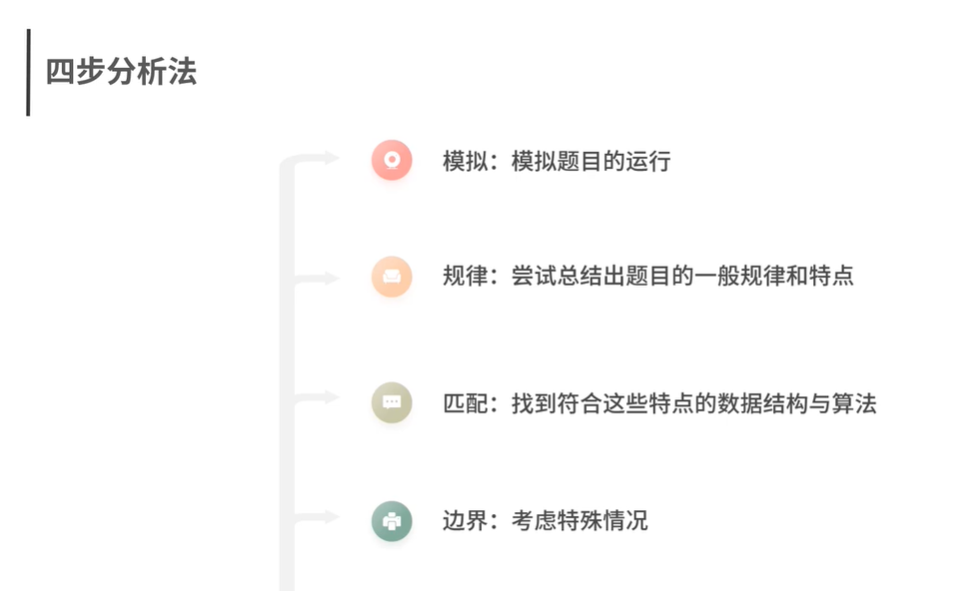 四步分析法
模拟：模拟题目的运行
规律：尝试总结出题目的一般规律和特点
匹配：找到符合这些特点的数据结构与算法
边界：考虑特殊情况